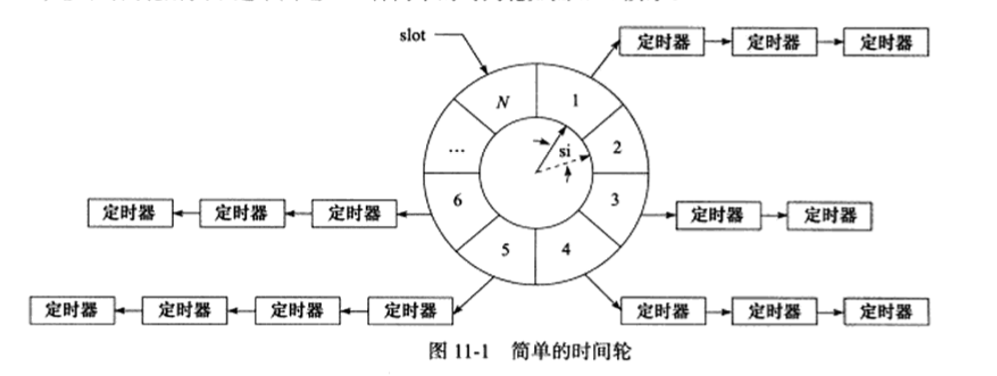 slot
定时器 定时器 定时器
N 1
… si 2
定时器 定时器 定时器 6 3 定时器 定时器
5 4
定时器 定时器 定时器 定时器 定时器 定时器 定时器
图 11-1 简单的时间轮